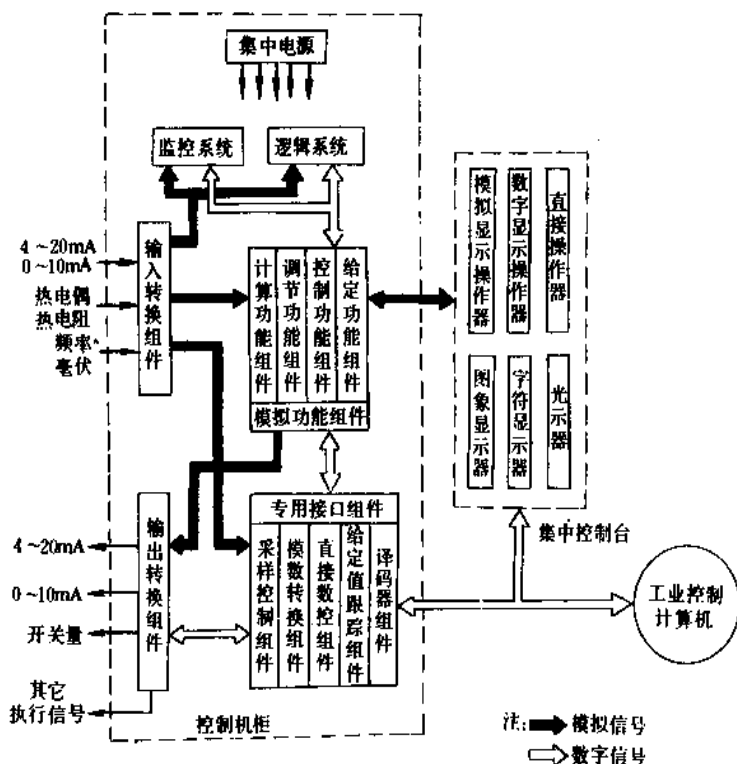 集中电源
监控系统
逻辑系统
4~20mA
0~10mA
热电偶
热电阻
频率
毫伏
输入转换组件
计算功能组件
调节功能组件
控制功能组件
给定功能组件
模拟功能组件
模拟显示操作器
数字显示操作器
直接操作器
图象显示器
字符显示器
光示器
集中控制台
专用接口组件
采样控制组件
模数转换组件
直接数控组件
给定值跟踪组件
译码器组件
输出转换组件
4~20mA
0~10mA
开关量
其它
执行信号
工业控制
计算机
控制机柜
注:
模拟信号
数字信号